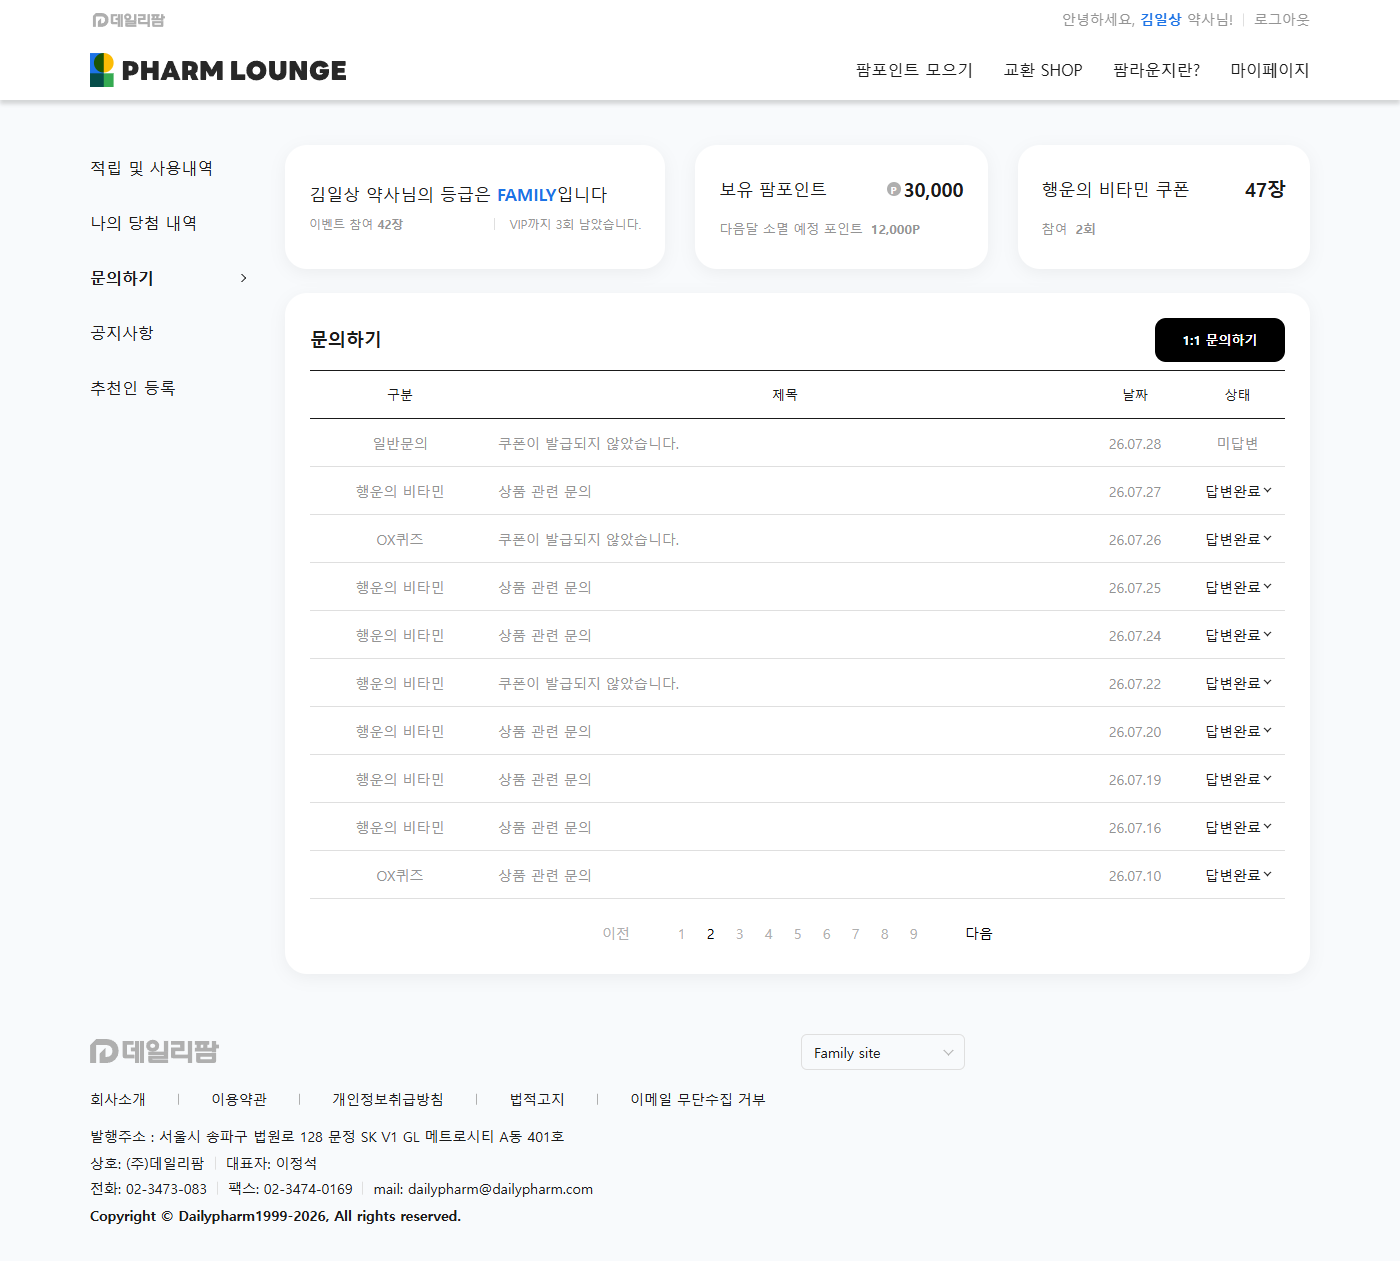 데일리팜
안녕하세요, 김일상 약사님! 로그아웃
PHARM LOUNGE
팜포인트 모으기 교환 SHOP 팜라운지란? 마이페이지
적립 및 사용내역
나의 당첨 내역
문의하기
공지사항
추천인 등록
김일상 약사님의 등급은 FAMILY입니다
이벤트 참여 42장 VIP까지 3회 남았습니다.
보유 팜포인트 P 30,000
다음달 소멸 예정 포인트 12,000P
행운의 비타민 쿠폰 47장
참여 2회
문의하기 1:1 문의하기
구분 제목 날짜 상태
일반문의 쿠폰이 발급되지 않았습니다. 26.07.28 미답변
행운의 비타민 상품 관련 문의 26.07.27 답변완료
OX퀴즈 쿠폰이 발급되지 않았습니다. 26.07.26 답변완료
행운의 비타민 상품 관련 문의 26.07.25 답변완료
행운의 비타민 상품 관련 문의 26.07.24 답변완료
행운의 비타민 쿠폰이 발급되지 않았습니다. 26.07.22 답변완료
행운의 비타민 상품 관련 문의 26.07.20 답변완료
행운의 비타민 상품 관련 문의 26.07.19 답변완료
행운의 비타민 상품 관련 문의 26.07.16 답변완료
OX퀴즈 상품 관련 문의 26.07.10 답변완료
이전 1 2 3 4 5 6 7 8 9 다음
데일리팜
Family site
회사소개 이용약관 개인정보취급방침 법적고지 이메일 무단수집 거부
발행주소 : 서울시 송파구 법원로 128 문정 SK V1 GL 메트로시티 A동 401호
상호: (주)데일리팜 대표자: 이정석
전화: 02-3473-083 팩스: 02-3474-0169 mail: dailypharm@dailypharm.com
Copyright © Dailypharm1999-2026, All rights reserved.